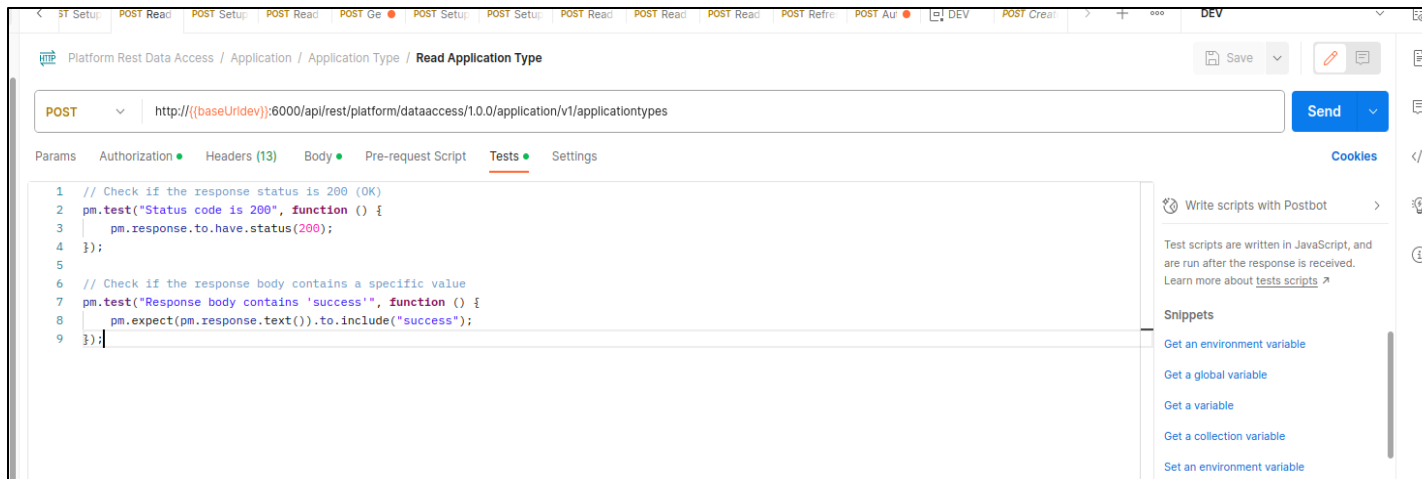 ST Setup POST Read POST Setup POST Read POST Ge POST Setup POST Setup POST Read POST Read POST Read POST Refre POST Au DEV POST Creat DEV
HTTP Platform Rest Data Access / Application / Application Type / Read Application Type Save
POST http://{{baseUrldev}}:6000/api/rest/platform/dataaccess/1.0.0/application/v1/applicationtypes Send
Params Authorization Headers (13) Body Pre-request Script Tests Settings Cookies
1 // Check if the response status is 200 (OK)
2 pm.test("Status code is 200", function () {
3 pm.response.to.have.status(200);
4 });
5
6 // Check if the response body contains a specific value
7 pm.test("Response body contains 'success'", function () {
8 pm.expect(pm.response.text()).to.include("success");
9 });
Write scripts with Postbot
Test scripts are written in JavaScript, and
are run after the response is received.
Learn more about tests scripts
Snippets
Get an environment variable
Get a global variable
Get a variable
Get a collection variable
Set an environment variable